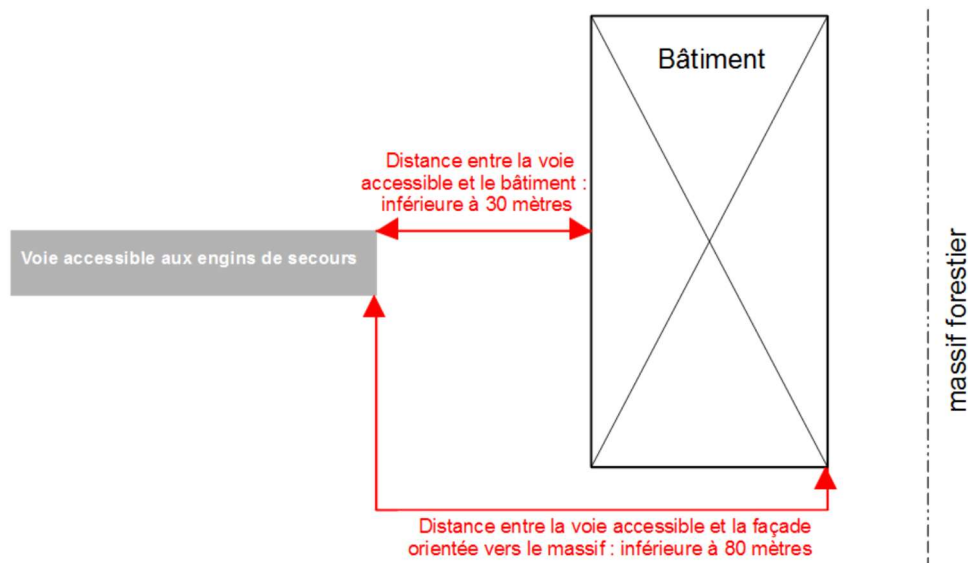 Bâtiment
Distance entre la voie
accessible et le bâtiment :
inférieure à 30 mètres
Voie accessible aux engins de secours
massif forestier
Distance entre la voie accessible et la façade
orientée vers le massif : inférieure à 80 mètres